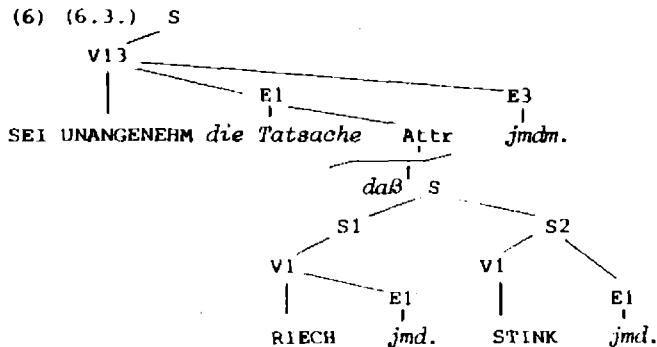 (6) (6.3.) S
V13
E1 E3
SEI UNANGENEHM die Tatsache Attr jmdm.
daß S
S1 S2
V1 V1
E1 E1
RIECH jmd. STINK jmd.